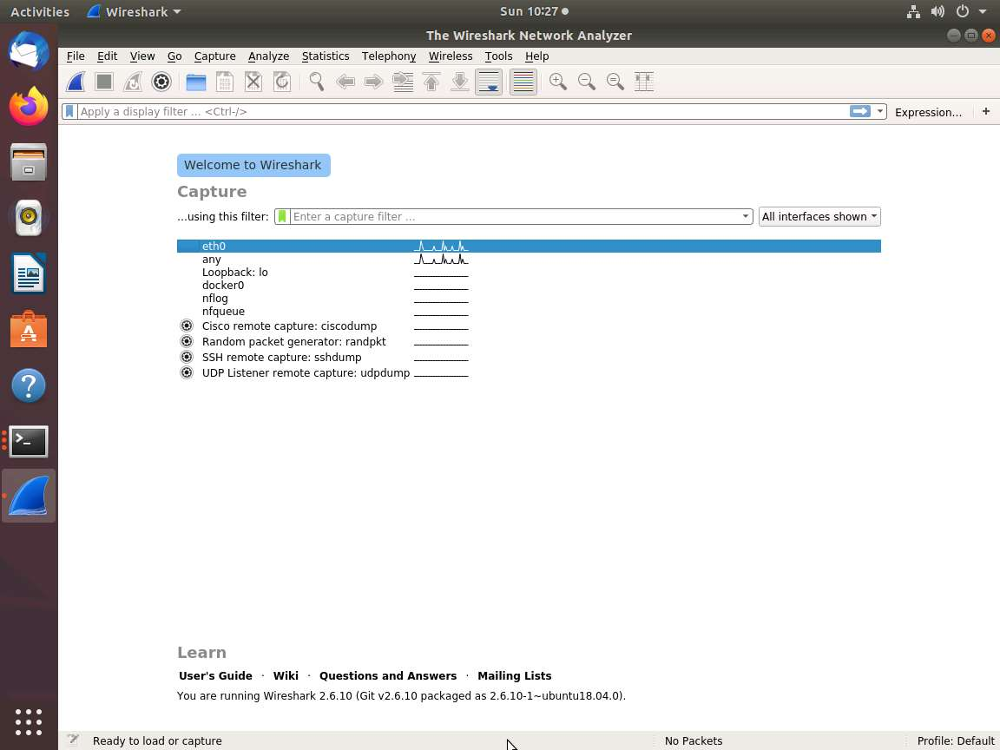 Activities Wireshark Sun 10:27
The Wireshark Network Analyzer
File Edit View Go Capture Analyze Statistics Telephony Wireless Tools Help
Apply a display filter … <Ctrl-/> Expression… +
Welcome to Wireshark
Capture
…using this filter: Enter a capture filter … All interfaces shown
eth0
any
Loopback: lo
docker0
nflog
nfqueue
Cisco remote capture: ciscodump
Random packet generator: randpkt
SSH remote capture: sshdump
UDP Listener remote capture: udpdump
Learn
User's Guide · Wiki · Questions and Answers · Mailing Lists
You are running Wireshark 2.6.10 (Git v2.6.10 packaged as 2.6.10-1~ubuntu18.04.0).
Ready to load or capture No Packets Profile: Default